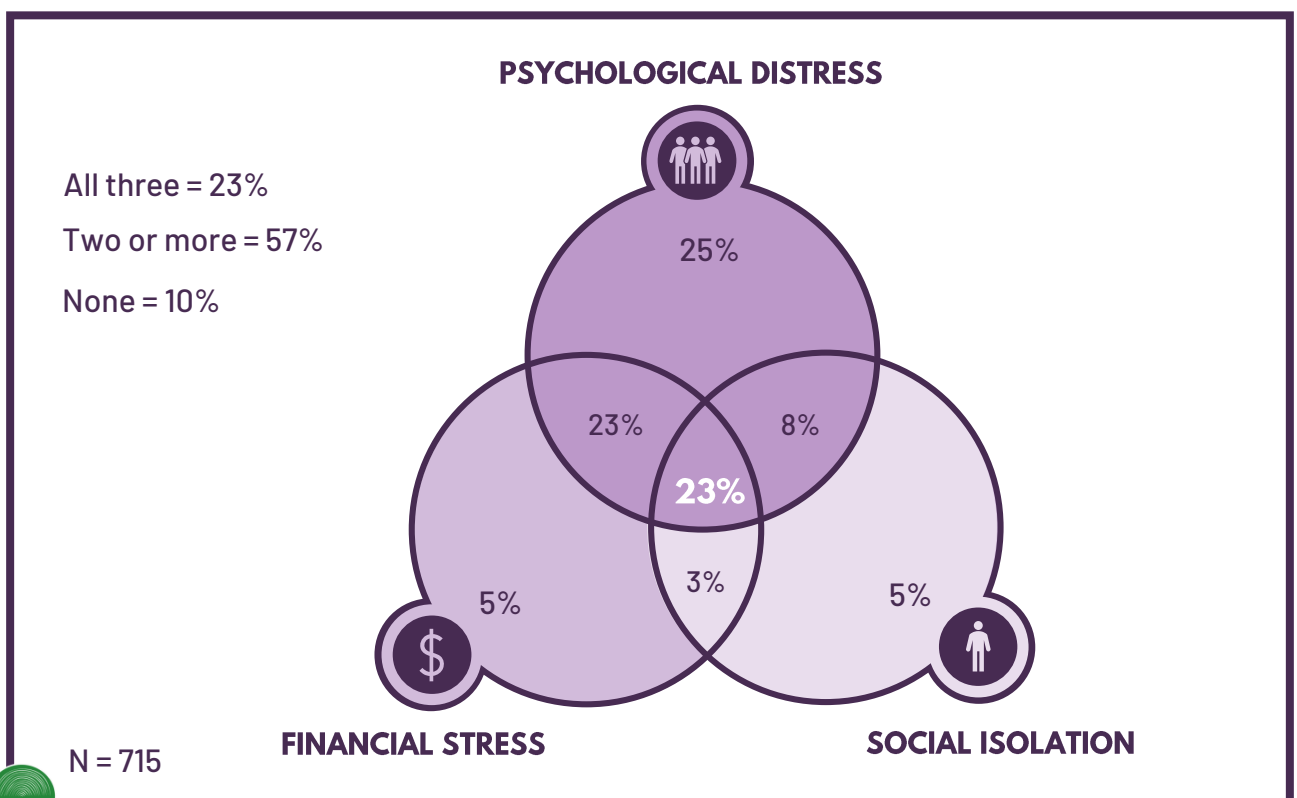 PSYCHOLOGICAL DISTRESS
All three = 23%
Two or more = 57%
None = 10%
25%
23%
8%
23%
3%
5%
5%
$
FINANCIAL STRESS
SOCIAL ISOLATION
N = 715